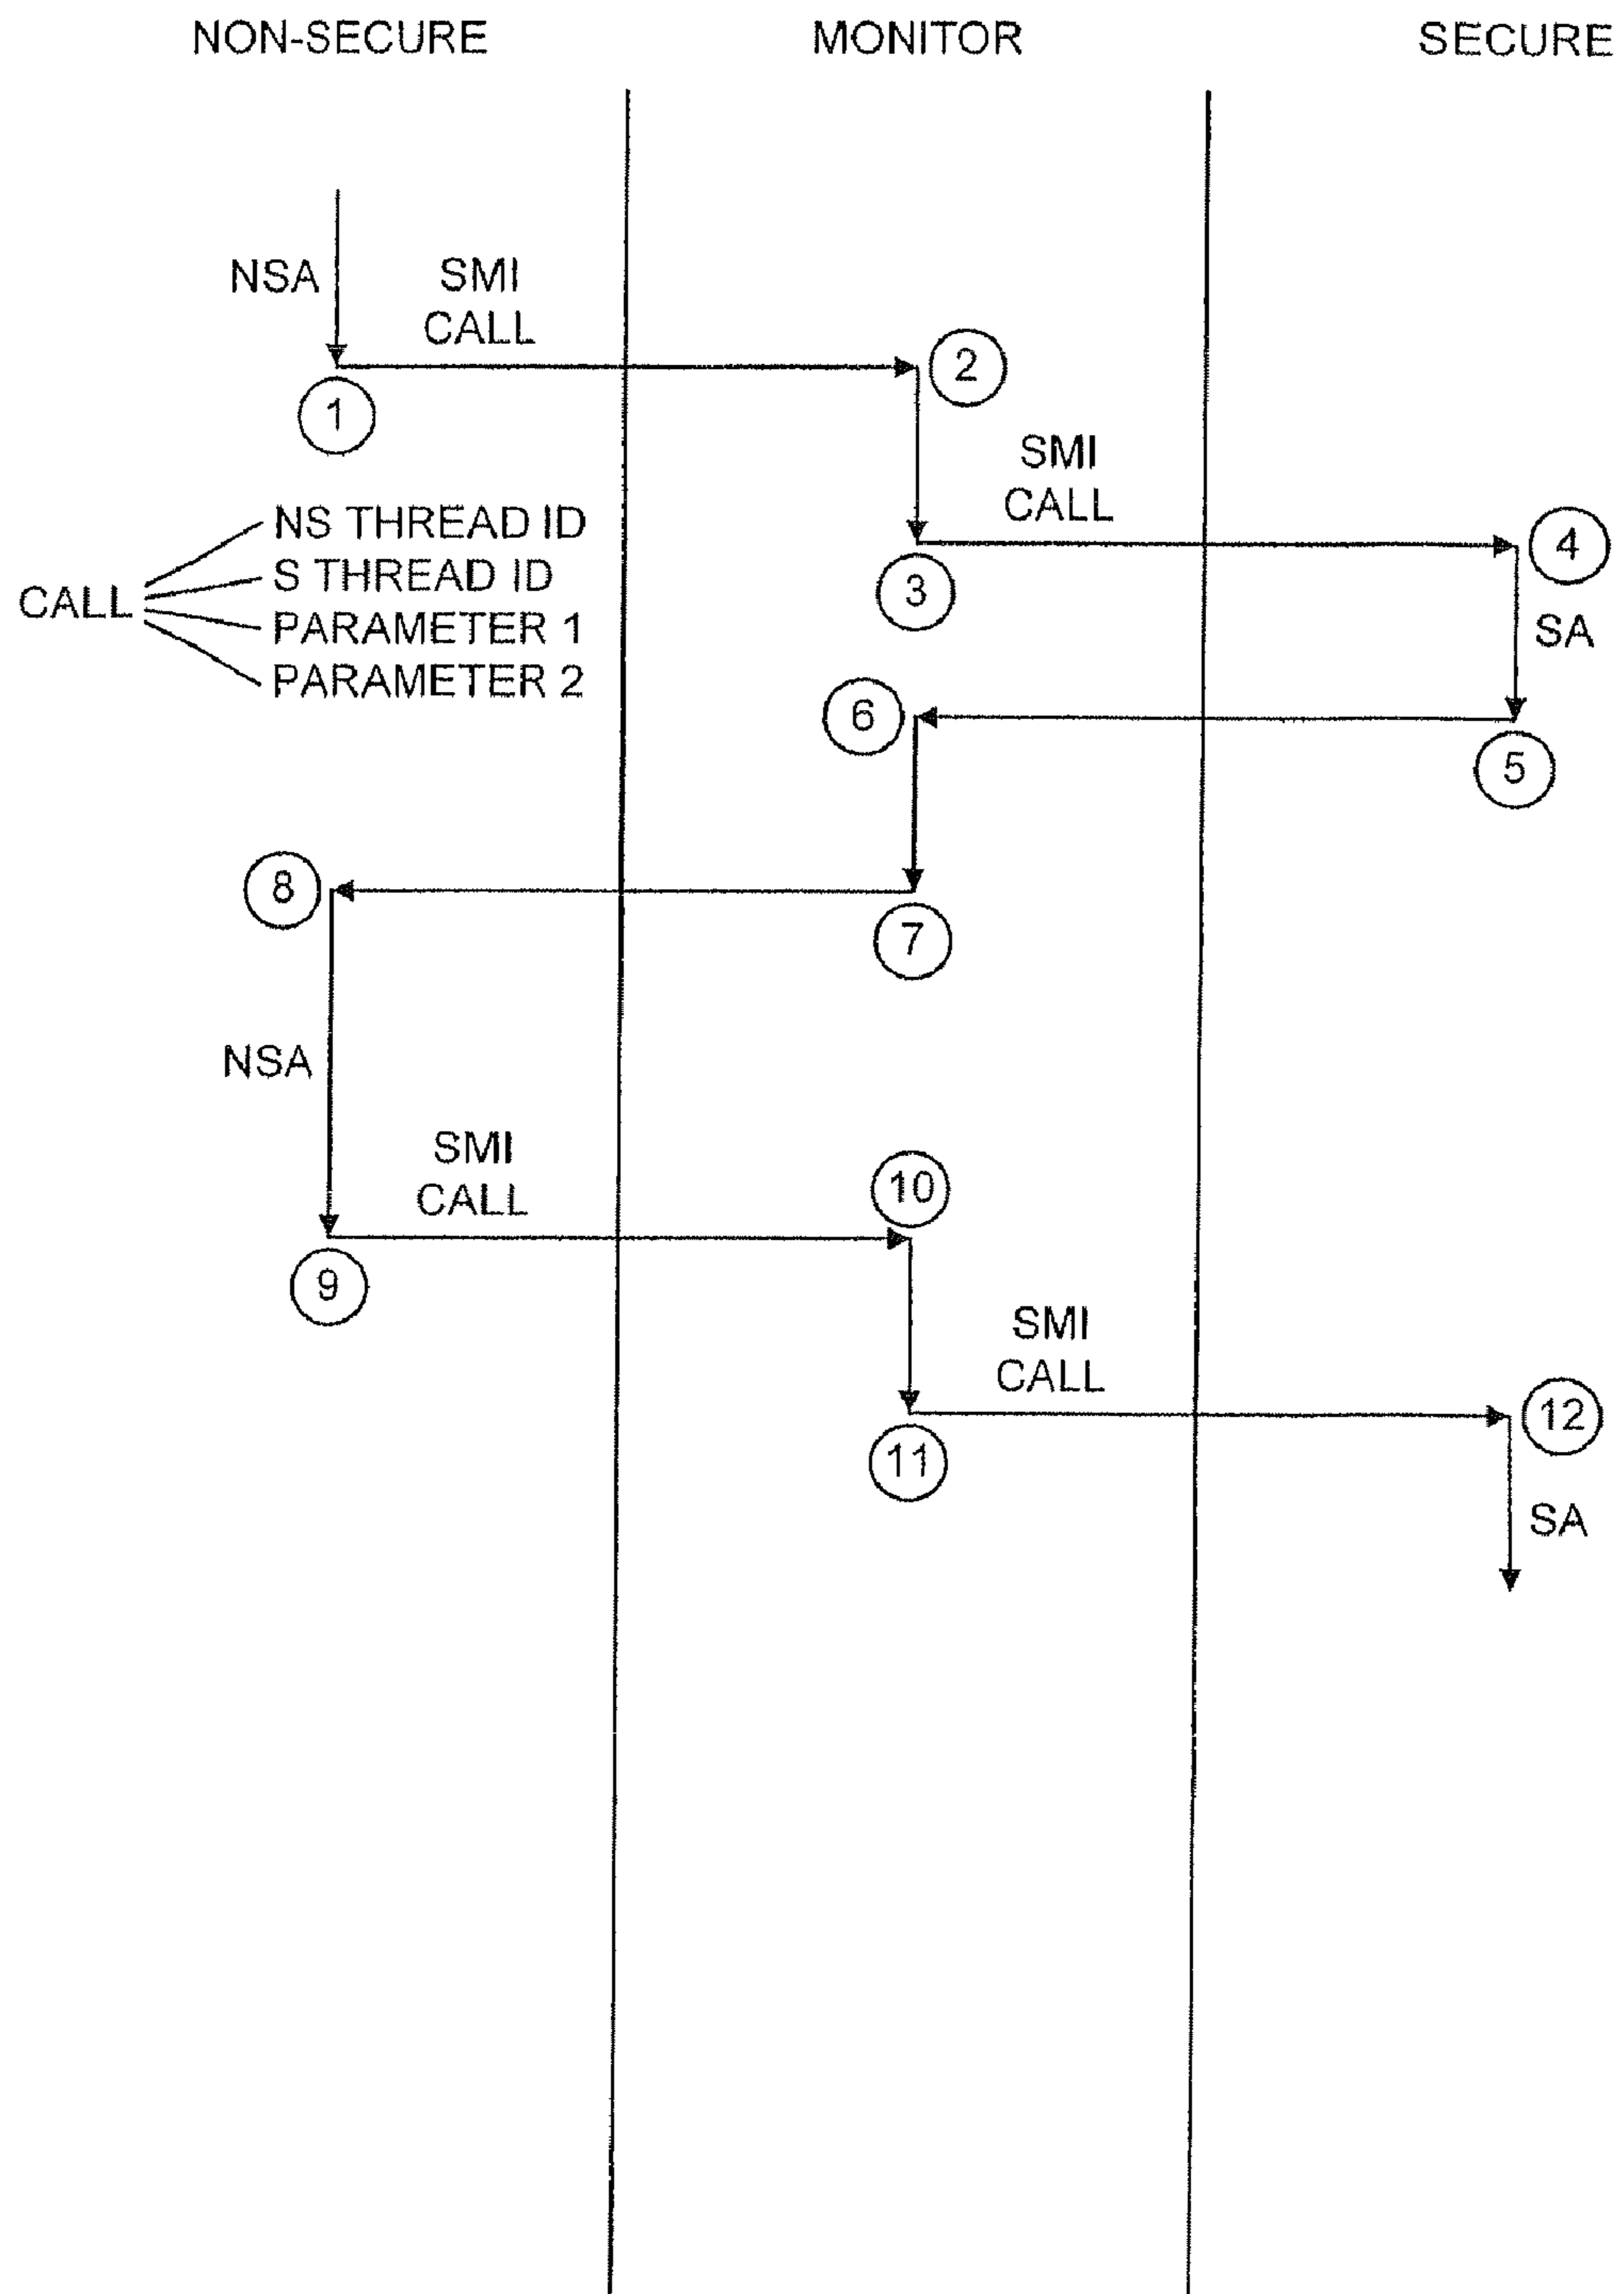 NON-SECURE MONITOR SECURE
NSA
SMI
CALL
1
2
SMI
CALL
3
4
CALL
NS THREAD ID
S THREAD ID
PARAMETER 1
PARAMETER 2
SA
6
5
8
7
NSA
SMI
CALL
10
9
SMI
CALL
12
11
SA